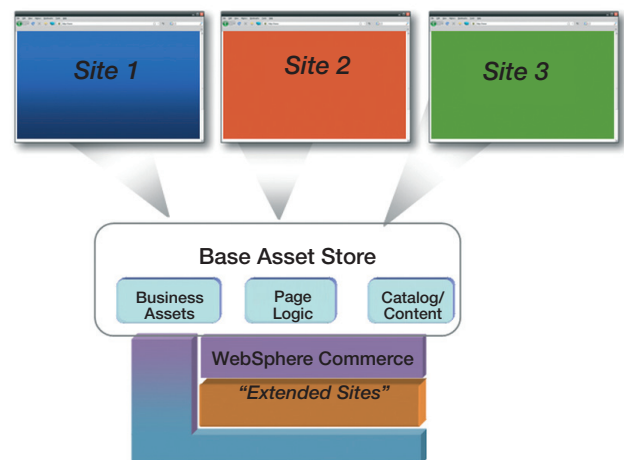 Site 1
Site 2
Site 3
Base Asset Store
Business
Assets
Page
Logic
Catalog/
Content
WebSphere Commerce
“Extended Sites”